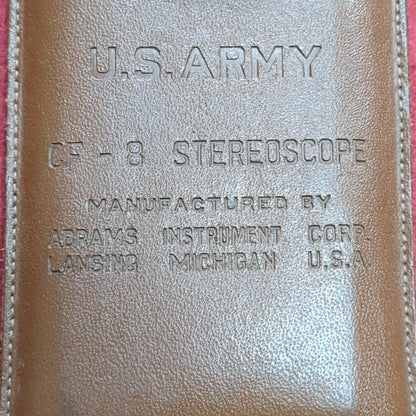 U.S. ARMY
CF - 8 STEREOSCOPE
MANUFACTURED BY
ABRAMS INSTRUMENT CORP.
LANSING MICHIGAN U.S.A.